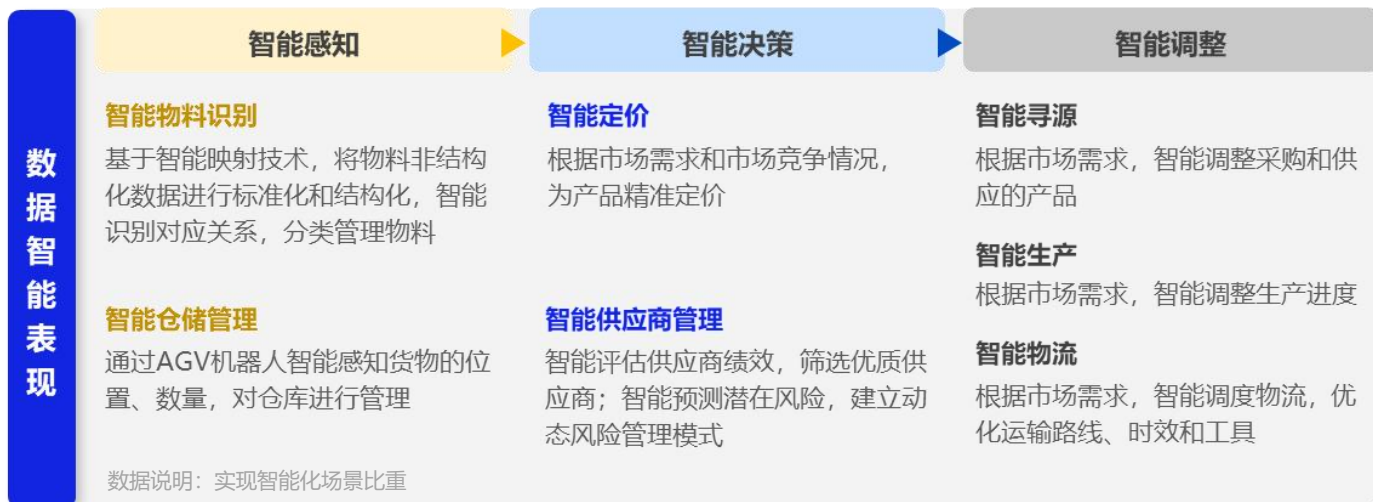 数据智能表现
智能感知
智能决策
智能调整
智能物料识别
基于智能映射技术，将物料非结构
化数据进行标准化和结构化，智能
识别对应关系，分类管理物料
智能仓储管理
通过AGV机器人智能感知货物的位
置、数量，对仓库进行管理
智能定价
根据市场需求和市场竞争情况，
为产品精准定价
智能供应商管理
智能评估供应商绩效，筛选优质供
应商；智能预测潜在风险，建立动
态风险管理模式
智能寻源
根据市场需求，智能调整采购和供
应的产品
智能生产
根据市场需求，智能调整生产进度
智能物流
根据市场需求，智能调度物流，优
化运输路线、时效和工具
数据说明：实现智能化场景比重